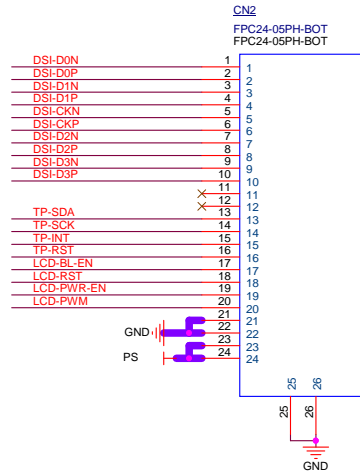 CN2
FPC24-05PH-BOT
FPC24-05PH-BOT
DSI-D0N 1 1
DSI-D0P 2 2
DSI-D1N 3 3
DSI-D1P 4 4
DSI-CKN 5 5
DSI-CKP 6 6
DSI-D2N 7 7
DSI-D2P 8 8
DSI-D3N 9 9
DSI-D3P 10 10
11 11
12 12
TP-SDA 13 13
TP-SCK 14 14
TP-INT 15 15
TP-RST 16 16
LCD-BL-EN 17 17
LCD-RST 18 18
LCD-PWR-EN 19 19
LCD-PWM 20 20
21 21
GND 22 22
23 23
PS 24 24
25 26
25 26
GND